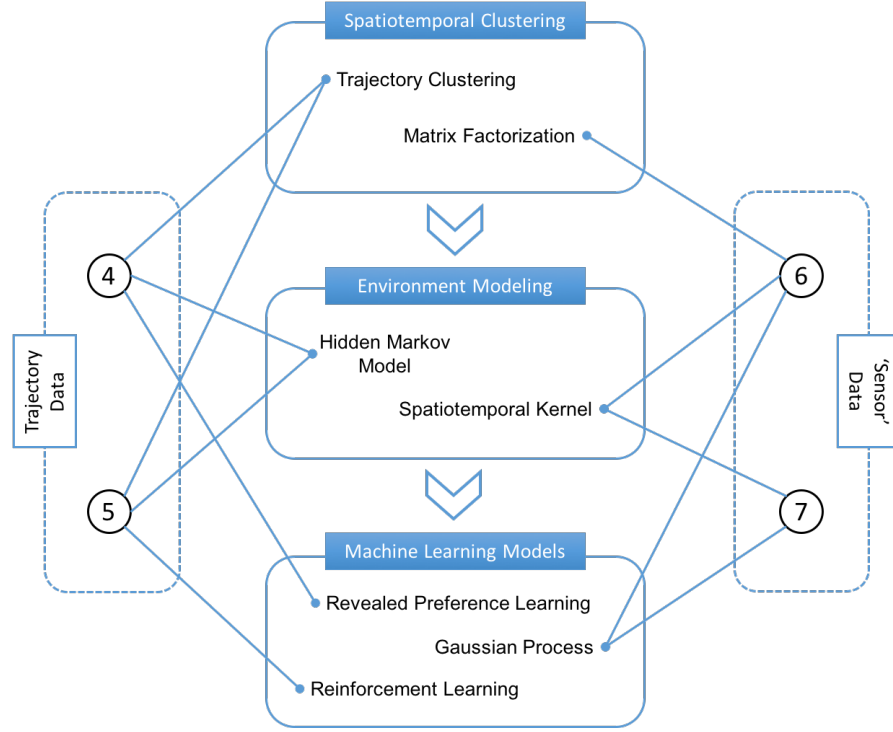 Spatiotemporal Clustering
Trajectory Clustering
Matrix Factorization
4
6
Environment Modeling
Hidden Markov
Model
Spatiotemporal Kernel
Trajectory
Data
‘Sensor’
Data
5
7
Machine Learning Models
Revealed Preference Learning
Gaussian Process
Reinforcement Learning